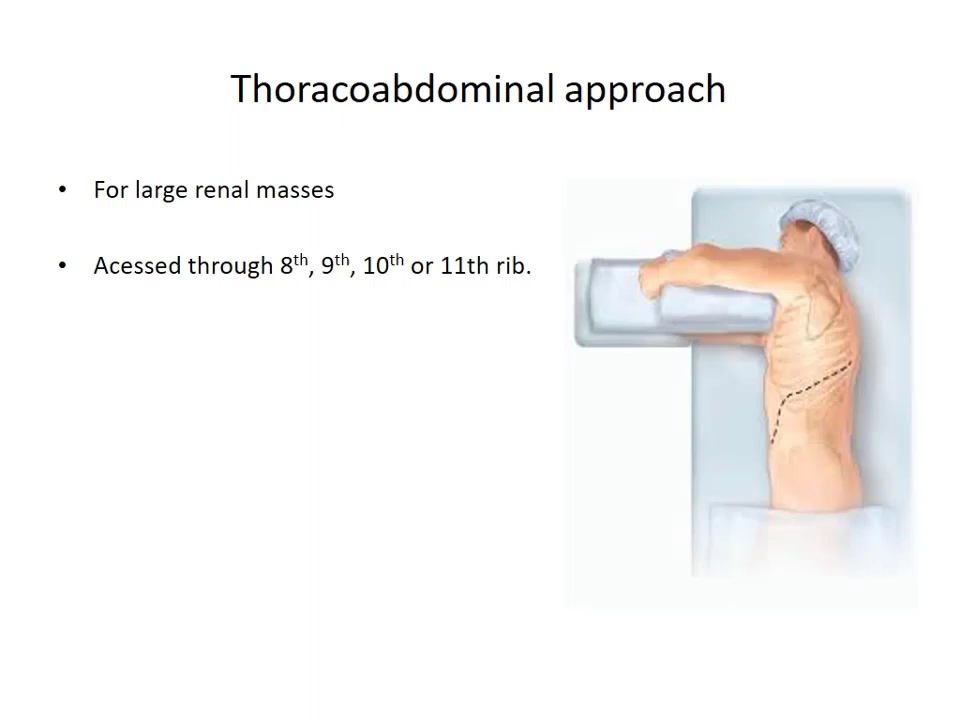 Thoracoabdominal approach
• For large renal masses
• Acessed through 8th, 9th, 10th or 11th rib.